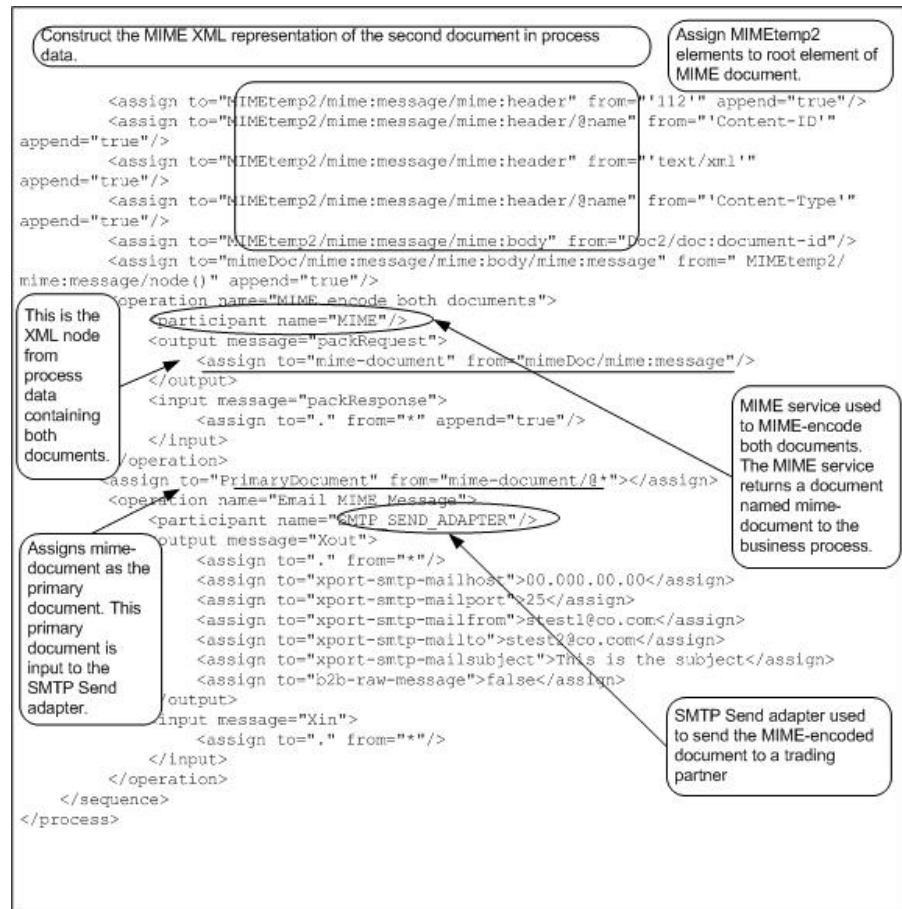 Construct the MIME XML representation of the second document in process
data.
Assign MIMEtemp2
elements to root element of
MIME document.
<assign to="MIMEtemp2/mime:message/mime:header" from="'112'" append="true"/>
<assign to="MIMEtemp2/mime:message/mime:header/@name" from="'Content-ID'"
append="true"/>
<assign to="MIMEtemp2/mime:message/mime:header" from="'text/xml'"
append="true"/>
<assign to="MIMEtemp2/mime:message/mime:header/@name" from="'Content-Type'"
append="true"/>
<assign to="MIMEtemp2/mime:message/mime:body" from="Doc2/doc:document-id"/>
<assign to="mimeDoc/mime:message/mime:body/mime:message" from=" MIMEtemp2/
mime:message/node()" append="true"/>
<operation name="MIME encode both documents">
<participant name="MIME"/>
<output message="packRequest">
<assign to="mime-document" from="mimeDoc/mime:message"/>
</output>
<input message="packResponse">
<assign to="." from="*" append="true"/>
</input>
</operation>
<assign to="PrimaryDocument" from="mime-document/@*"></assign>
<operation name="Email MIME Message">
<participant name="SMTP_SEND_ADAPTER"/>
<output message="Xout">
<assign to="." from="*"/>
<assign to="xport-smtp-mailhost">00.000.00.00</assign>
<assign to="xport-smtp-mailport">25</assign>
<assign to="xport-smtp-mailfrom">stest1@co.com</assign>
<assign to="xport-smtp-mailto">stest2@co.com</assign>
<assign to="xport-smtp-mailsubject">This is the subject</assign>
<assign to="b2b-raw-message">false</assign>
</output>
<input message="Xin">
<assign to="." from="*"/>
</input>
</operation>
</sequence>
</process>
This is the
XML node
from
process
data
containing
both
documents.
MIME service used
to MIME-encode
both documents.
The MIME service
returns a document
named mime-
document to the
business process.
Assigns mime-
document as the
primary
document. This
primary
document is
input to the
SMTP Send
adapter.
SMTP Send adapter used
to send the MIME-encoded
document to a trading
partner